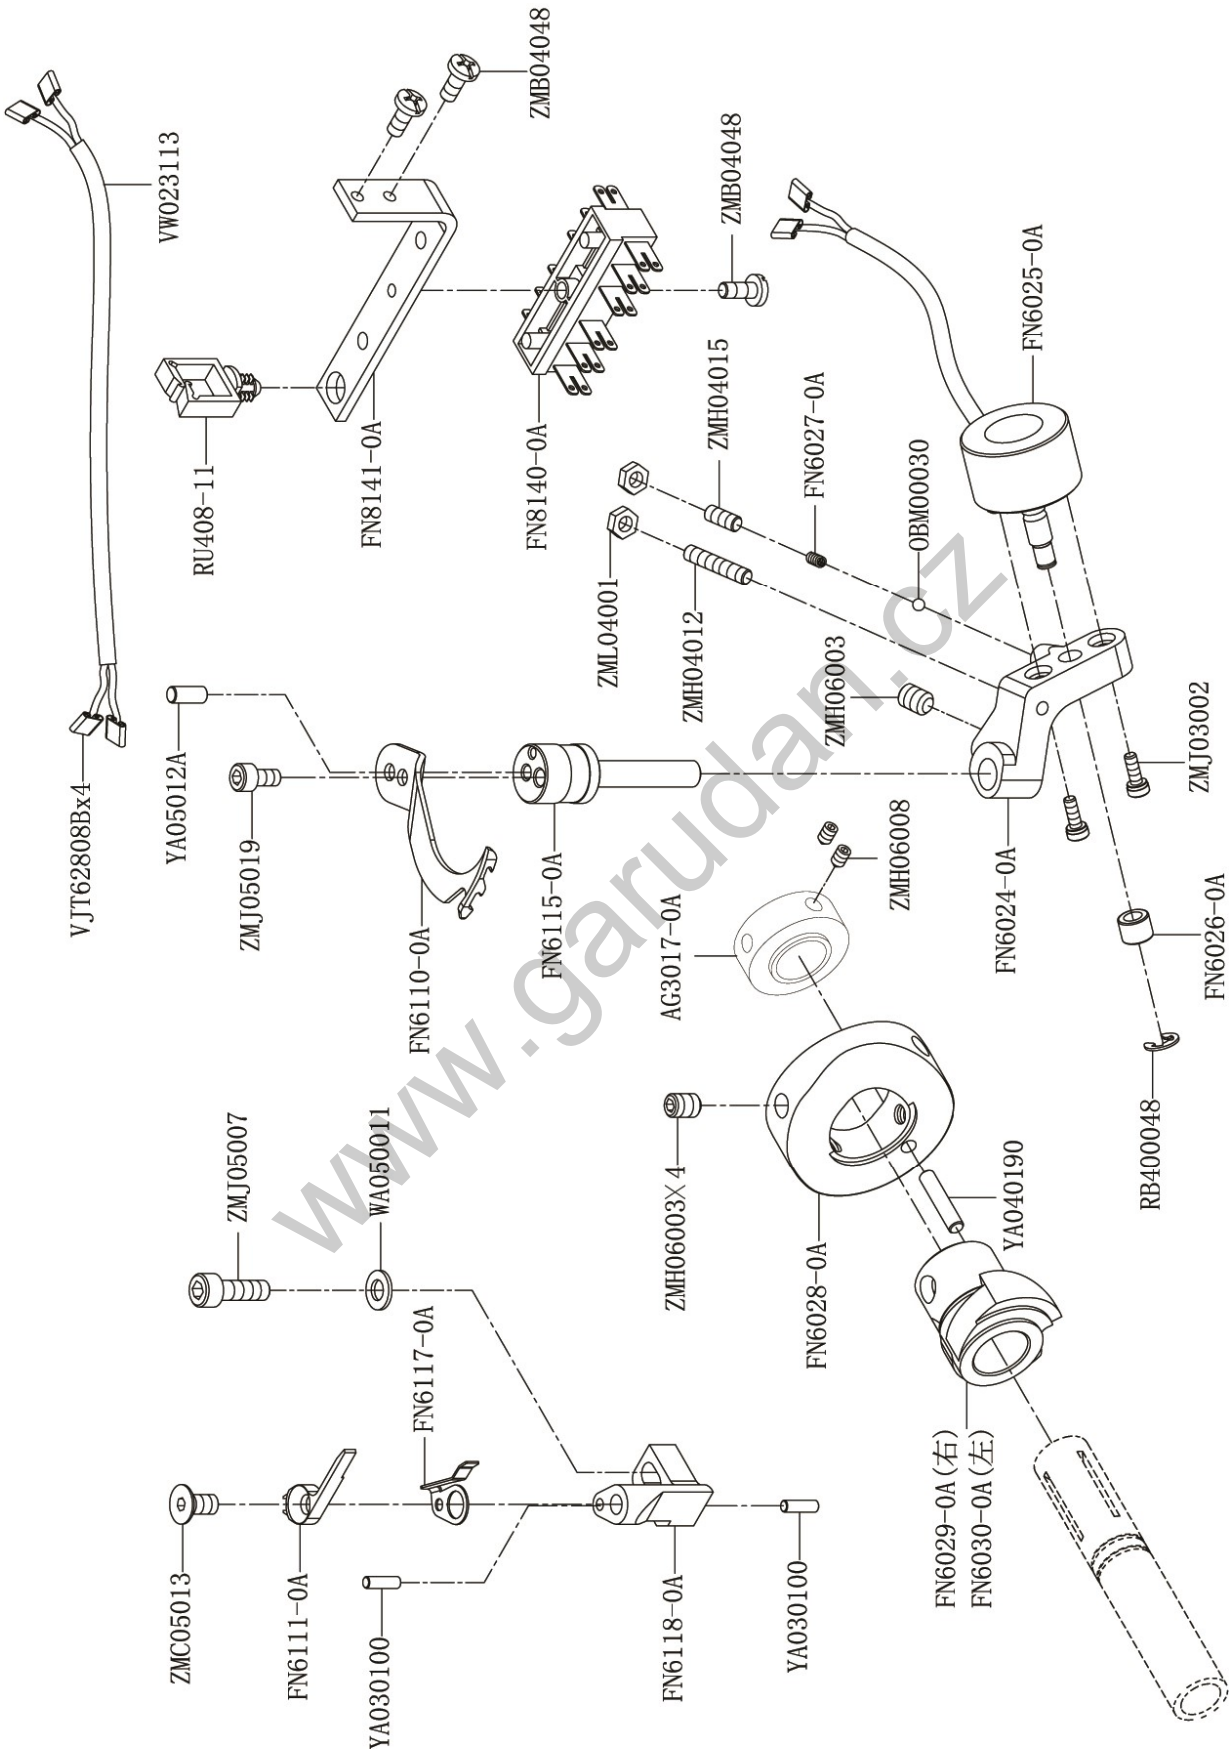 ZMB04048
VW023113
ZMB04048
FN6025-0A
RU408-11
FN8141-0A
FN8140-0A
ZMH04015
FN6027-0A
OBM00030
ZML04001
ZMH04012
ZMH06003
ZMJ03002
VJT62808Bx4
YA05012A
ZMJ05019
FN6110-0A
FN6115-0A
AG3017-0A
ZMH06008
FN6024-0A
FN6026-0A
RB400048
ZMJ05007
WA050011
ZMH06003×4
FN6028-0A
YA040190
FN6117-0A
FN6029-0A(右)
FN6030-0A(左)
ZMC05013
FN6111-0A
YA030100
FN6118-0A
YA030100
www.garudan.cz